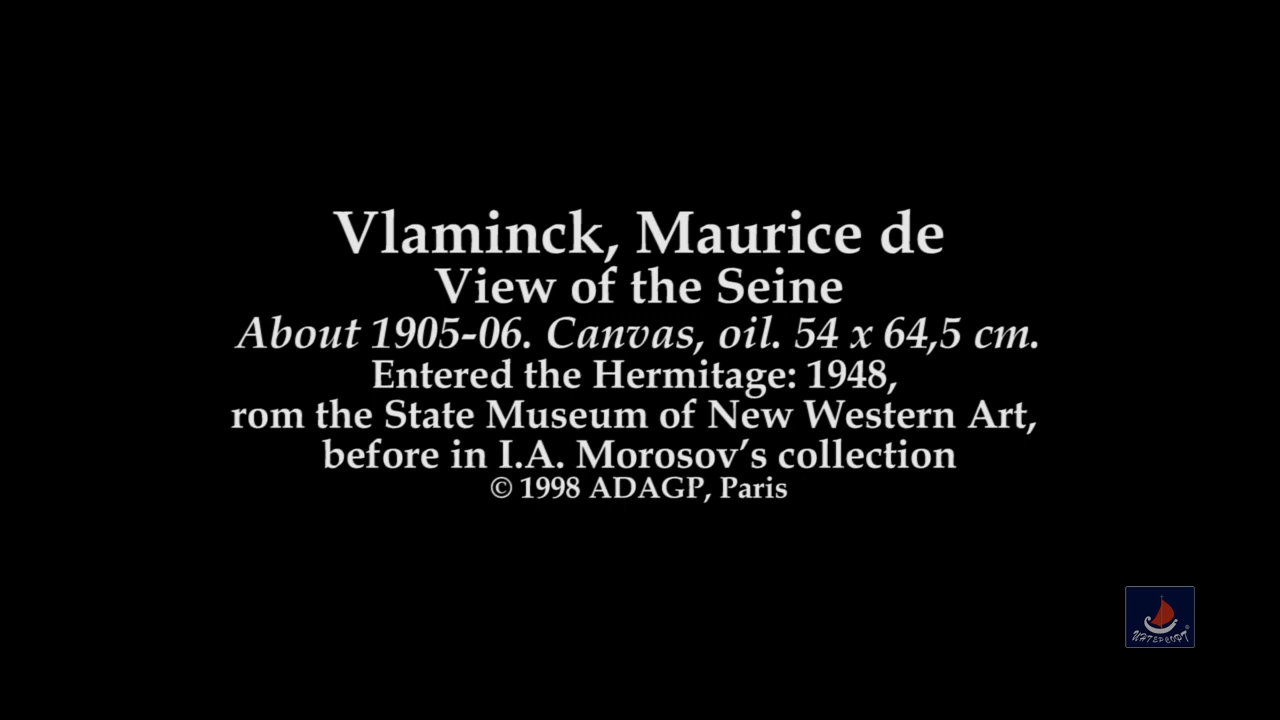 Vlaminck, Maurice de
View of the Seine
About 1905-06. Canvas, oil. 54 x 64,5 cm.
Entered the Hermitage: 1948,
rom the State Museum of New Western Art,
before in I.A. Morosov’s collection
© 1998 ADAGP, Paris